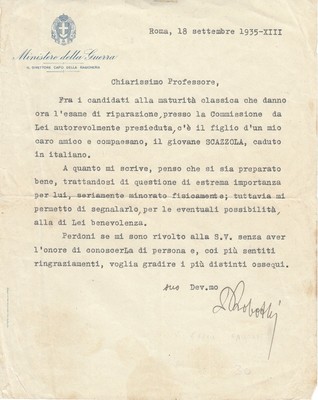 Roma, 18 settembre 1935-XIII
Ministero della Guerra
IL DIRETTORE CAPO DELLA RAGIONERIA
Chiarissimo Professore,
Fra i candidati alla maturità classica che danno
ora l'esame di riparazione,presso la Commissione da
Lei autorevolmente presieduta,c'è il figlio d'un mio
caro amico e compaesano, il giovane SCAZZOLA, caduto
in italiano.
A quanto mi scrive, penso che si sia preparato
bene, trattandosi di questione di estrema importanza
per lui, seriamente minorato fisicamente; tuttavia mi
permetto di segnalarlo,per le eventuali possibilità,
alla di Lei benevolenza.
Perdoni se mi sono rivolto alla S.V. senza aver
l'onore di conoscerLa di persona e, coi più sentiti
ringraziamenti, voglia gradire i più distinti ossequi.
suo Dev.mo